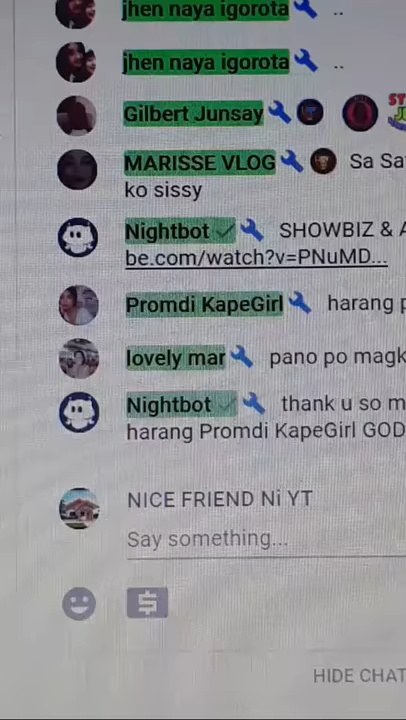 jhen naya igorota ..
jhen naya igorota ..
Gilbert Junsay
MARISSE VLOG Sa Sa
ko sissy
Nightbot SHOWBIZ & A
be.com/watch?v=PNuMD...
Promdi KapeGirl harang p
lovely mar pano po magk
Nightbot thank u so m
harang Promdi KapeGirl GOD
NICE FRIEND Ni YT
Say something...
HIDE CHAT